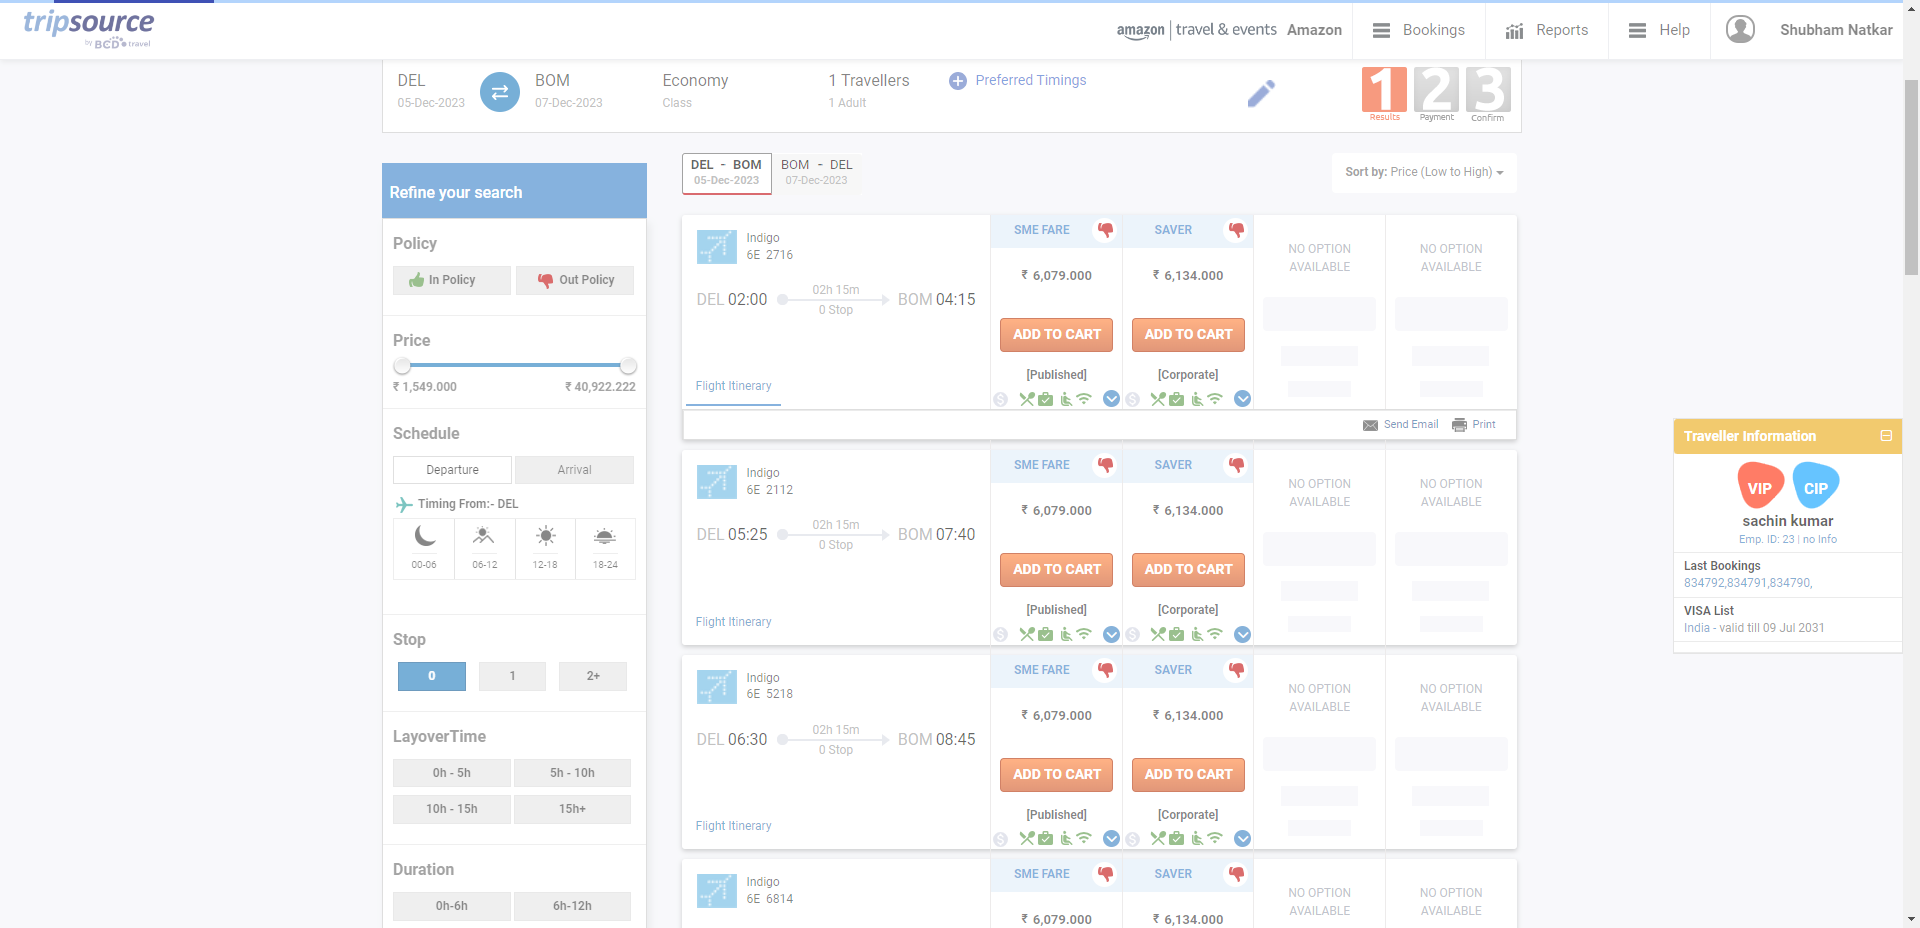 tripsource
by BCD travel
amazon | travel & events Amazon
Bookings
Reports
Help
Shubham Natkar
DEL
05-Dec-2023
BOM
07-Dec-2023
Economy
Class
1 Travellers
1 Adult
Preferred Timings
1 2 3
Results Payment Confirm
Refine your search
Policy
In Policy Out Policy
Price
₹ 1,549.000 ₹ 40,922.222
Schedule
Departure Arrival
Timing From:- DEL
00-06 06-12 12-18 18-24
Stop
0 1 2+
LayoverTime
0h - 5h 5h - 10h
10h - 15h 15h+
Duration
0h-6h 6h-12h
DEL - BOM
05-Dec-2023
BOM - DEL
07-Dec-2023
Sort by: Price (Low to High)
Indigo
6E 2716
DEL 02:00
02h 15m
0 Stop
BOM 04:15
Flight Itinerary
SME FARE
₹ 6,079.000
ADD TO CART
[Published]
SAVER
₹ 6,134.000
ADD TO CART
[Corporate]
NO OPTION
AVAILABLE
NO OPTION
AVAILABLE
Send Email Print
Indigo
6E 2112
DEL 05:25
02h 15m
0 Stop
BOM 07:40
Flight Itinerary
SME FARE
₹ 6,079.000
ADD TO CART
[Published]
SAVER
₹ 6,134.000
ADD TO CART
[Corporate]
NO OPTION
AVAILABLE
NO OPTION
AVAILABLE
Indigo
6E 5218
DEL 06:30
02h 15m
0 Stop
BOM 08:45
Flight Itinerary
SME FARE
₹ 6,079.000
ADD TO CART
[Published]
SAVER
₹ 6,134.000
ADD TO CART
[Corporate]
NO OPTION
AVAILABLE
NO OPTION
AVAILABLE
Indigo
6E 6814
SME FARE
₹ 6,079.000
SAVER
₹ 6,134.000
NO OPTION
AVAILABLE
NO OPTION
AVAILABLE
Traveller Information
VIP CIP
sachin kumar
Emp. ID: 23 | no info
Last Bookings
834792,834791,834790,
VISA List
India - valid till 09 Jul 2031